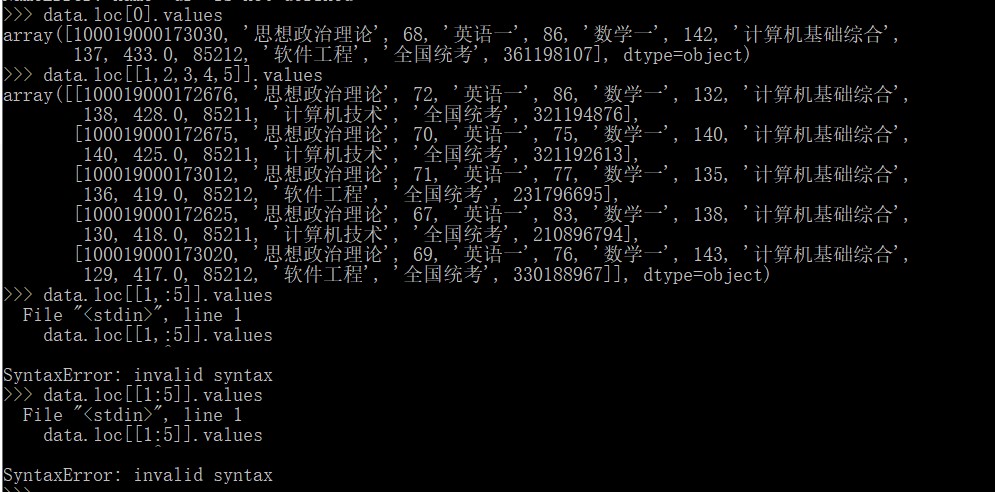 >>> data.loc[0].values
array([100019000173030, '思想政治理论', 68, '英语一', 86, '数学一', 142, '计算机基础综合',
137, 433.0, 85212, '软件工程', '全国统考', 361198107], dtype=object)
>>> data.loc[[1,2,3,4,5]].values
array([[100019000172676, '思想政治理论', 72, '英语一', 86, '数学一', 132, '计算机基础综合',
138, 428.0, 85211, '计算机技术', '全国统考', 321194876],
[100019000172675, '思想政治理论', 70, '英语一', 75, '数学一', 140, '计算机基础综合',
140, 425.0, 85211, '计算机技术', '全国统考', 321192613],
[100019000173012, '思想政治理论', 71, '英语一', 77, '数学一', 135, '计算机基础综合',
136, 419.0, 85212, '软件工程', '全国统考', 231796695],
[100019000172625, '思想政治理论', 67, '英语一', 83, '数学一', 138, '计算机基础综合',
130, 418.0, 85211, '计算机技术', '全国统考', 210896794],
[100019000173020, '思想政治理论', 69, '英语一', 76, '数学一', 143, '计算机基础综合',
129, 417.0, 85212, '软件工程', '全国统考', 330188967]], dtype=object)
>>> data.loc[[1,:5]].values
File "<stdin>", line 1
data.loc[[1,:5]].values
^
SyntaxError: invalid syntax
>>> data.loc[[1:5]].values
File "<stdin>", line 1
data.loc[[1:5]].values
^
SyntaxError: invalid syntax
>>>